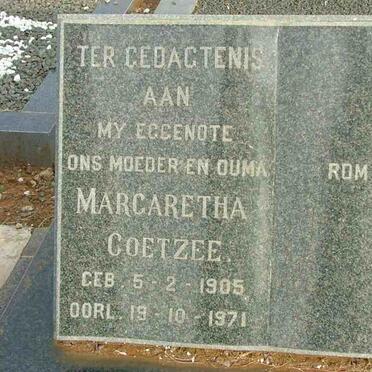 TER GEDAGTENIS
AAN
MY EGGENOTE
ONS MOEDER EN OUMA
MARGARETHA
COETZEE.
GEB. 5-2-1905
OORL. 19-10-1971
ROM